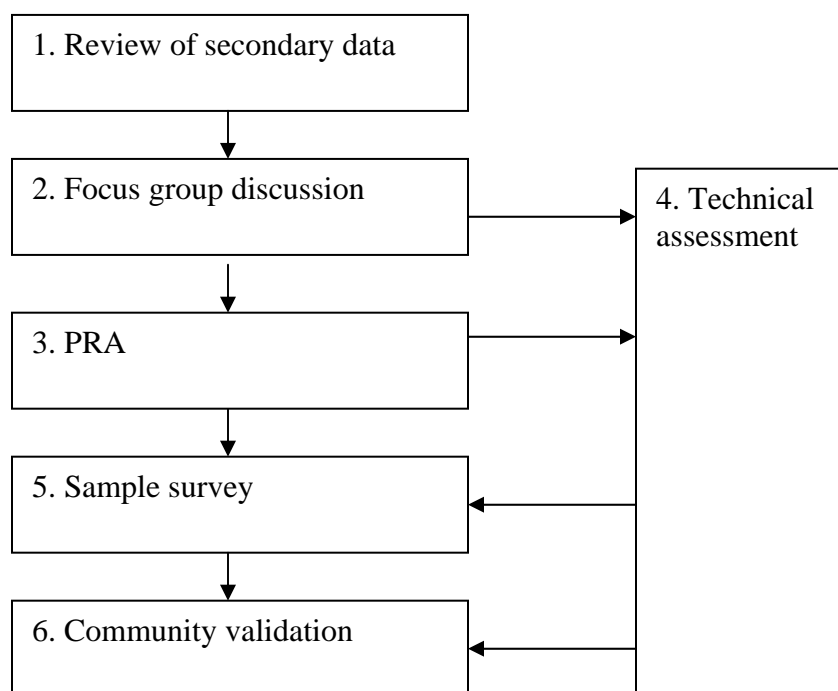 1. Review of secondary data
2. Focus group discussion
3. PRA
4. Technical
assessment
5. Sample survey
6. Community validation